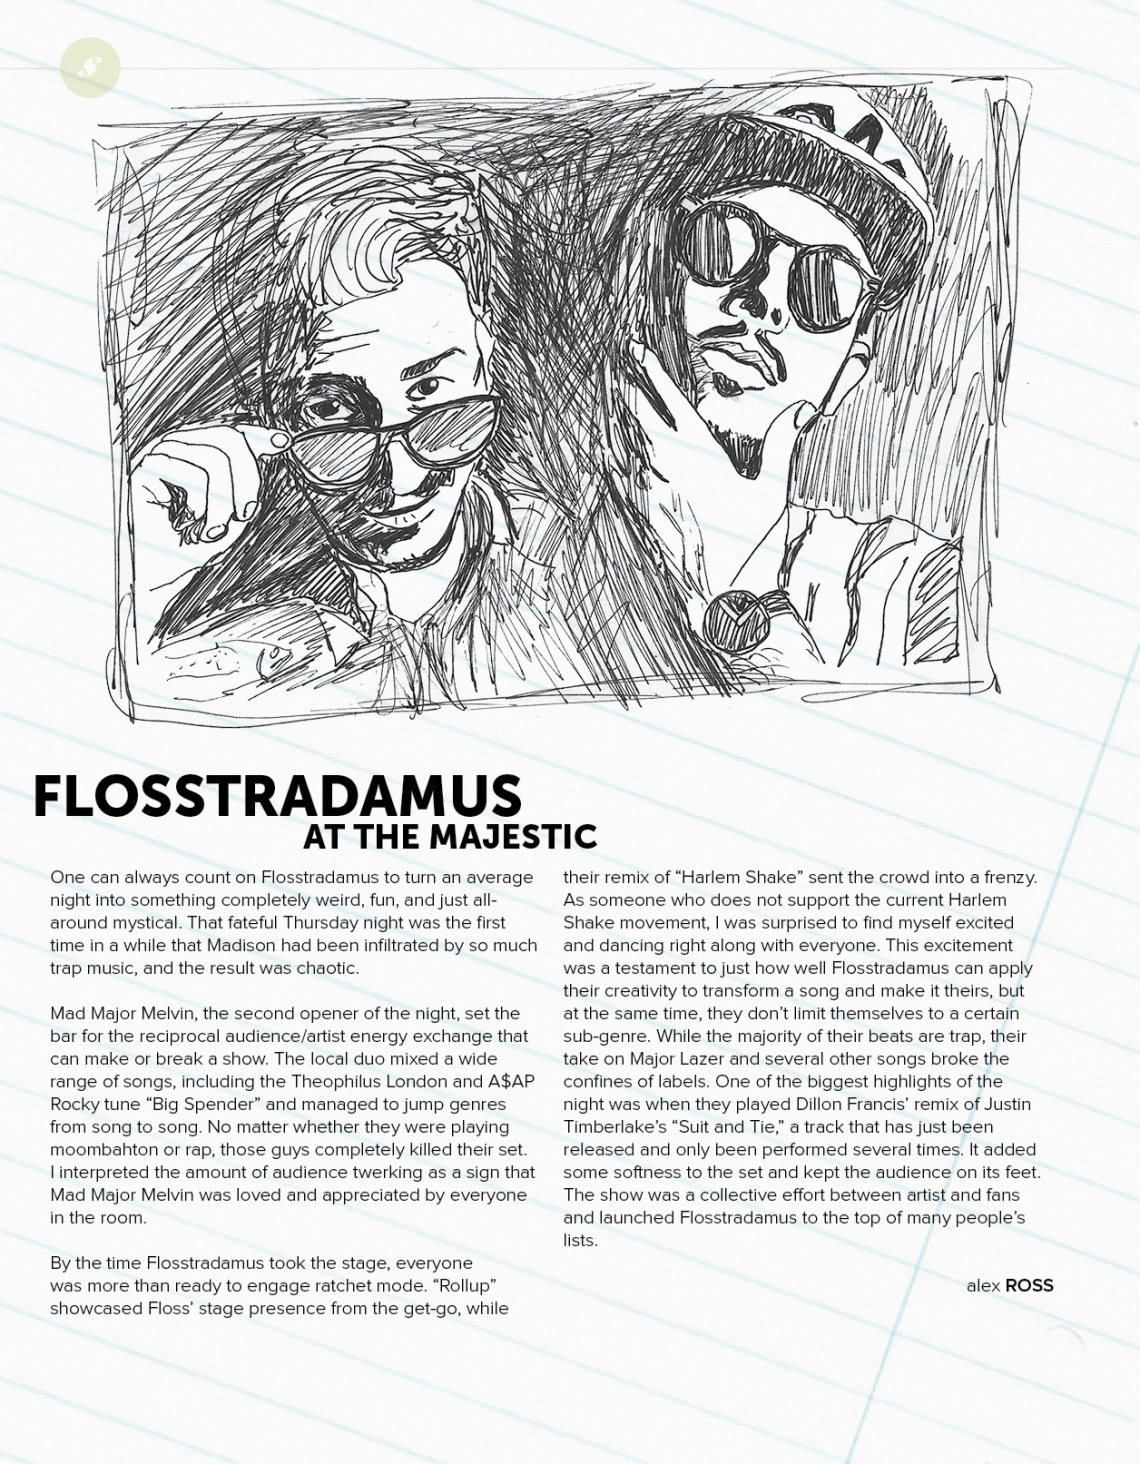 S
FLOSSTRADAMUS
AT THE MAJESTIC
One can always count on Flosstradamus to turn an average
night into something completely weird, fun, and just all-
around mystical. That fateful Thursday night was the first
time in a while that Madison had been infiltrated by so much
trap music, and the result was chaotic.
Mad Major Melvin, the second opener of the night, set the
bar for the reciprocal audience/artist energy exchange that
can make or break a show. The local duo mixed a wide
range of songs, including the Theophilus London and A$AP
Rocky tune “Big Spender” and managed to jump genres
from song to song. No matter whether they were playing
moombahton or rap, those guys completely killed their set.
I interpreted the amount of audience twerking as a sign that
Mad Major Melvin was loved and appreciated by everyone
in the room.
By the time Flosstradamus took the stage, everyone
was more than ready to engage ratchet mode. “Rollup”
showcased Floss’ stage presence from the get-go, while
their remix of “Harlem Shake” sent the crowd into a frenzy.
As someone who does not support the current Harlem
Shake movement, I was surprised to find myself excited
and dancing right along with everyone. This excitement
was a testament to just how well Flosstradamus can apply
their creativity to transform a song and make it theirs, but
at the same time, they don’t limit themselves to a certain
sub-genre. While the majority of their beats are trap, their
take on Major Lazer and several other songs broke the
confines of labels. One of the biggest highlights of the
night was when they played Dillon Francis’ remix of Justin
Timberlake’s “Suit and Tie,” a track that has just been
released and only been performed several times. It added
some softness to the set and kept the audience on its feet.
The show was a collective effort between artist and fans
and launched Flosstradamus to the top of many people’s
lists.
alex ROSS